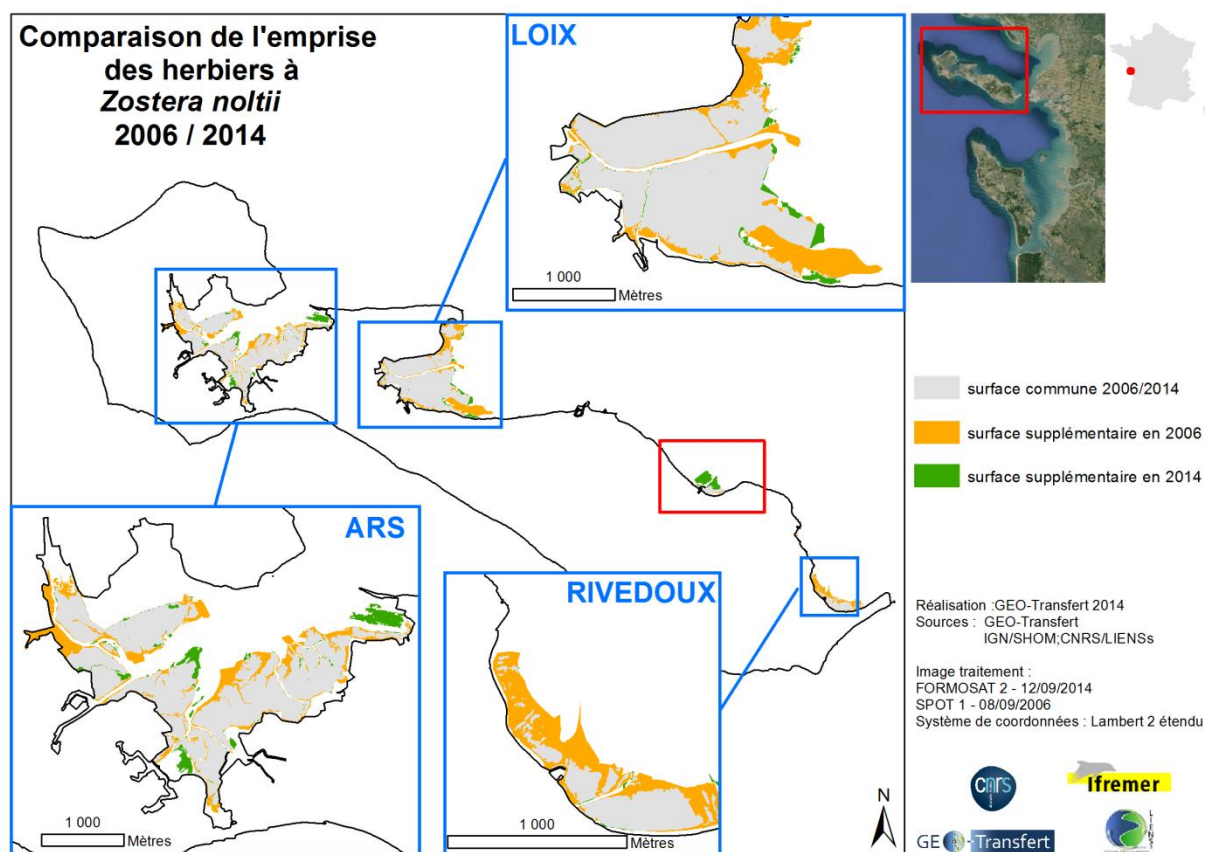 Comparaison de l'emprise
des herbiers à
Zostera noltii
2006 / 2014
LOIX
1 000
Mètres
surface commune 2006/2014
surface supplémentaire en 2006
surface supplémentaire en 2014
ARS
1 000
Mètres
RIVEDOUX
1 000
Mètres
N
Réalisation :GEO-Transfert 2014
Sources : GEO-Transfert
IGN/SHOM;CNRS/LIENSs
Image traitement :
FORMOSAT 2 - 12/09/2014
SPOT 1 - 08/09/2006
Système de coordonnées : Lambert 2 étendu
cnrs
Ifremer
GEO-Transfert